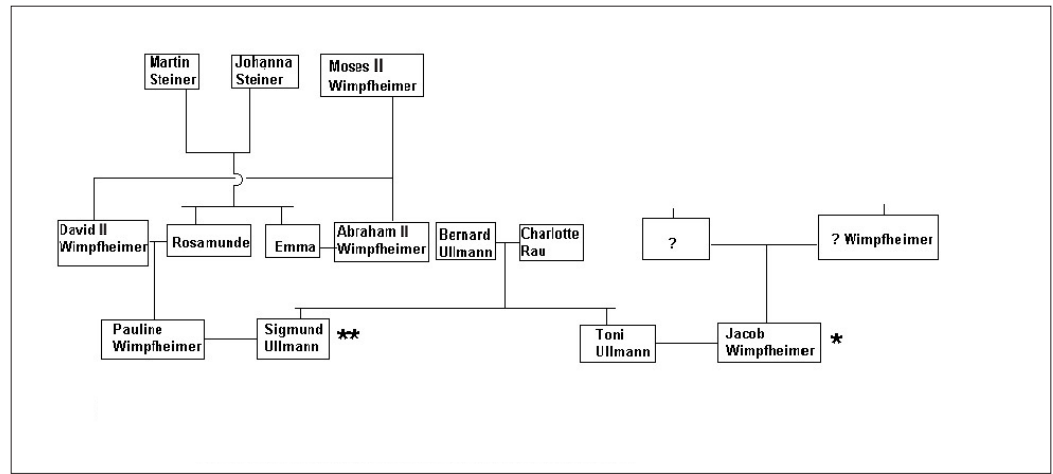 Martin
Steiner
Johanna
Steiner
Moses II
Wimpfheimer
David II
Wimpfheimer
Rosamunde
Emma
Abraham II
Wimpfheimer
Bernard
Ullmann
Charlotte
Rau
?
? Wimpfheimer
Pauline
Wimpfheimer
Sigmund
Ullmann
**
Toni
Ullmann
Jacob
Wimpfheimer
*